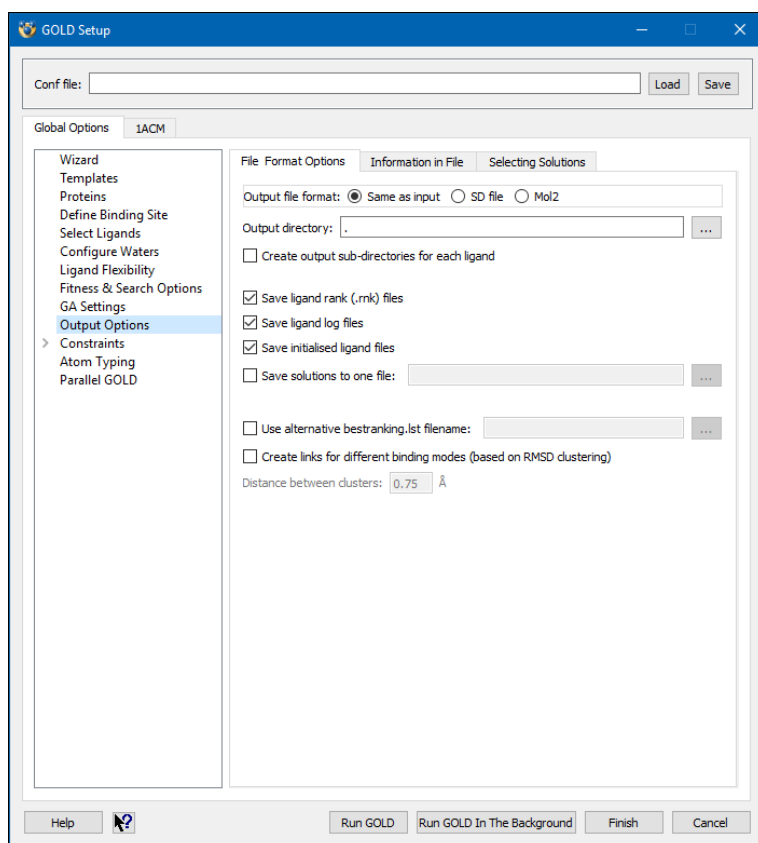 GOLD Setup
Conf file: Load Save
Global Options 1ACM
Wizard
Templates
Proteins
Define Binding Site
Select Ligands
Configure Waters
Ligand Flexibility
Fitness & Search Options
GA Settings
Output Options
Constraints
Atom Typing
Parallel GOLD
File Format Options Information in File Selecting Solutions
Output file format: Same as input SD file Mol2
Output directory: . ...
Create output sub-directories for each ligand
Save ligand rank (.rnk) files
Save ligand log files
Save initialised ligand files
Save solutions to one file: ...
Use alternative bestranking.lst filename: ...
Create links for different binding modes (based on RMSD clustering)
Distance between clusters: 0.75 Å
Help ? Run GOLD Run GOLD In The Background Finish Cancel